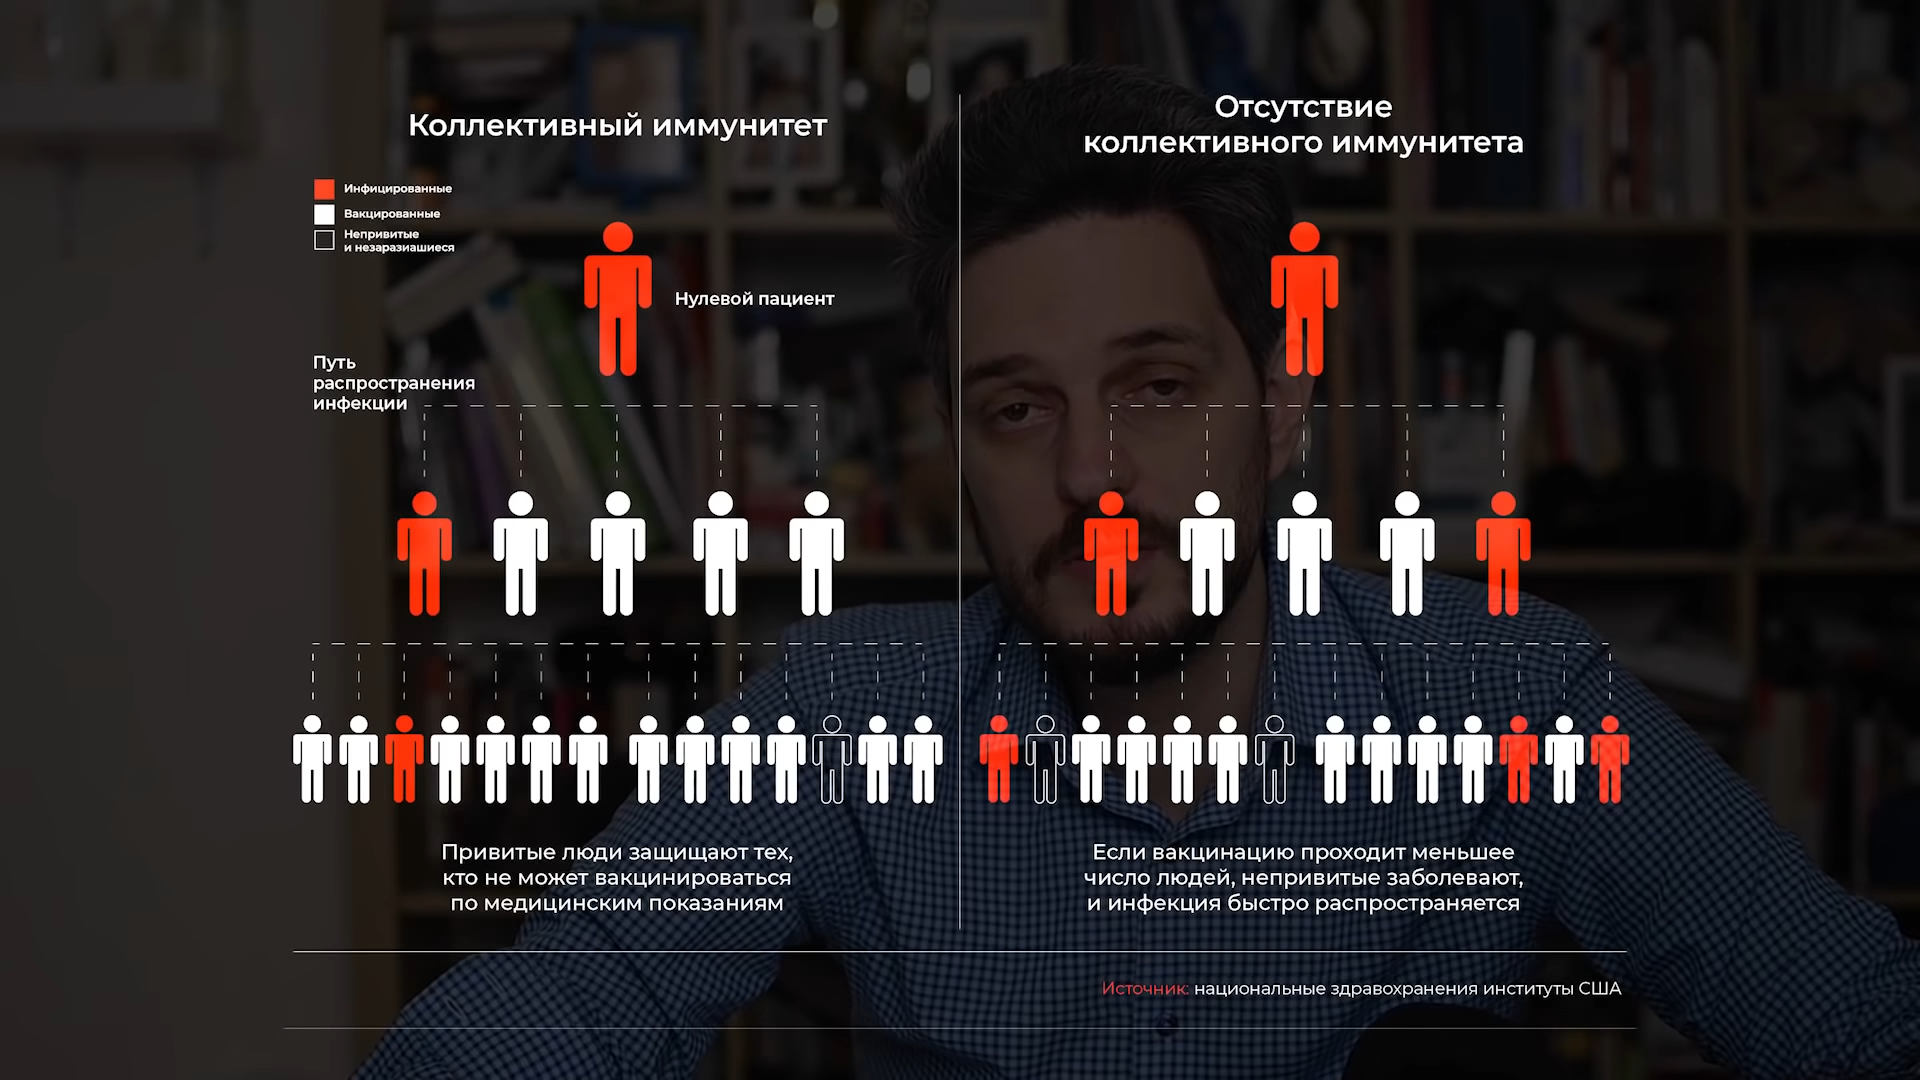 Коллективный иммунитет
Инфицированные
Вакцированные
Непривитые
и незаразиашиеся
Нулевой пациент
Путь
распространения
инфекции
Привитые люди защищают тех,
кто не может вакцинироваться
по медицинским показаниям
Отсутствие
коллективного иммунитета
Если вакцинацию проходит меньшее
число людей, непривитые заболевают,
и инфекция быстро распространяется
Источник: национальные здравохранения институты США